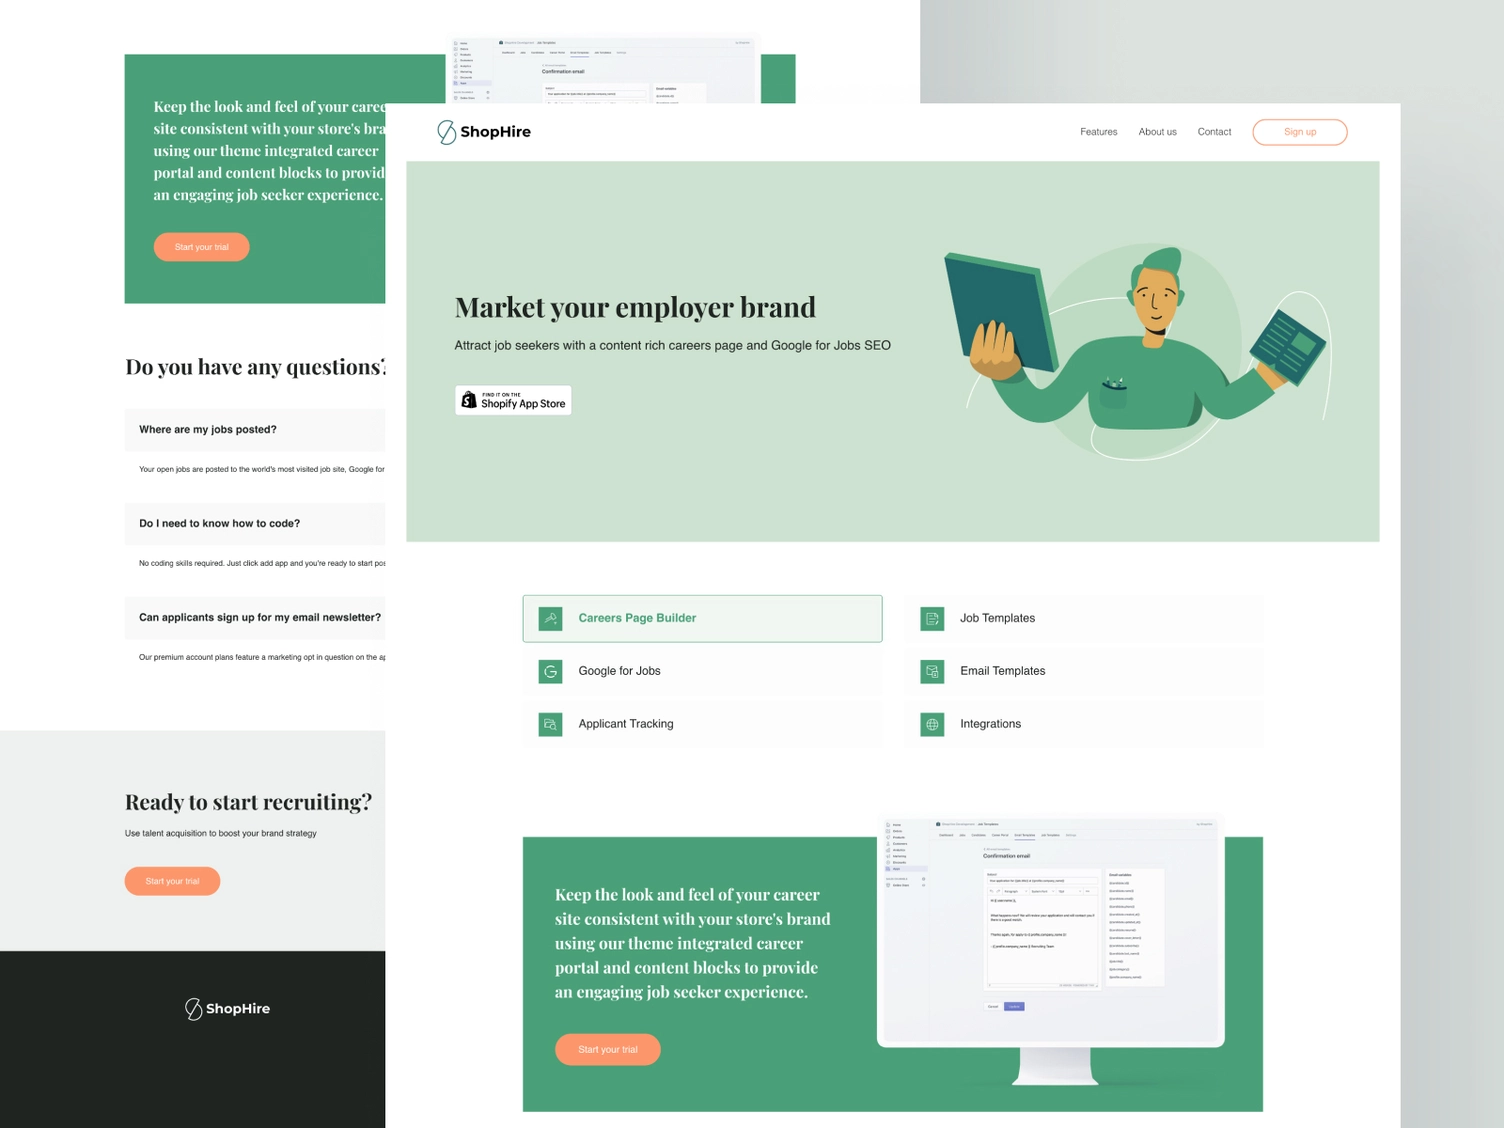 Confirmation email
Keep the look and feel of your caree
site consistent with your store's bra
using our theme integrated career
portal and content blocks to provid
an engaging job seeker experience.
Start your trial
Do you have any questions?
Where are my jobs posted?
Your open jobs are posted to the world's most visited job site, Google for
Do I need to know how to code?
No coding skills required. Just click add app and you're ready to start pos
Can applicants sign up for my email newsletter?
Our premium account plans feature a marketing opt in question on the ap
Ready to start recruiting?
Use talent acquisition to boost your brand strategy
Start your trial
ShopHire
ShopHire
Features
About us
Contact
Sign up
Market your employer brand
Attract job seekers with a content rich careers page and Google for Jobs SEO
FIND IT ON THE
Shopify App Store
Careers Page Builder
Job Templates
Google for Jobs
Email Templates
Applicant Tracking
Integrations
Keep the look and feel of your career
site consistent with your store's brand
using our theme integrated career
portal and content blocks to provide
an engaging job seeker experience.
Start your trial
Confirmation email